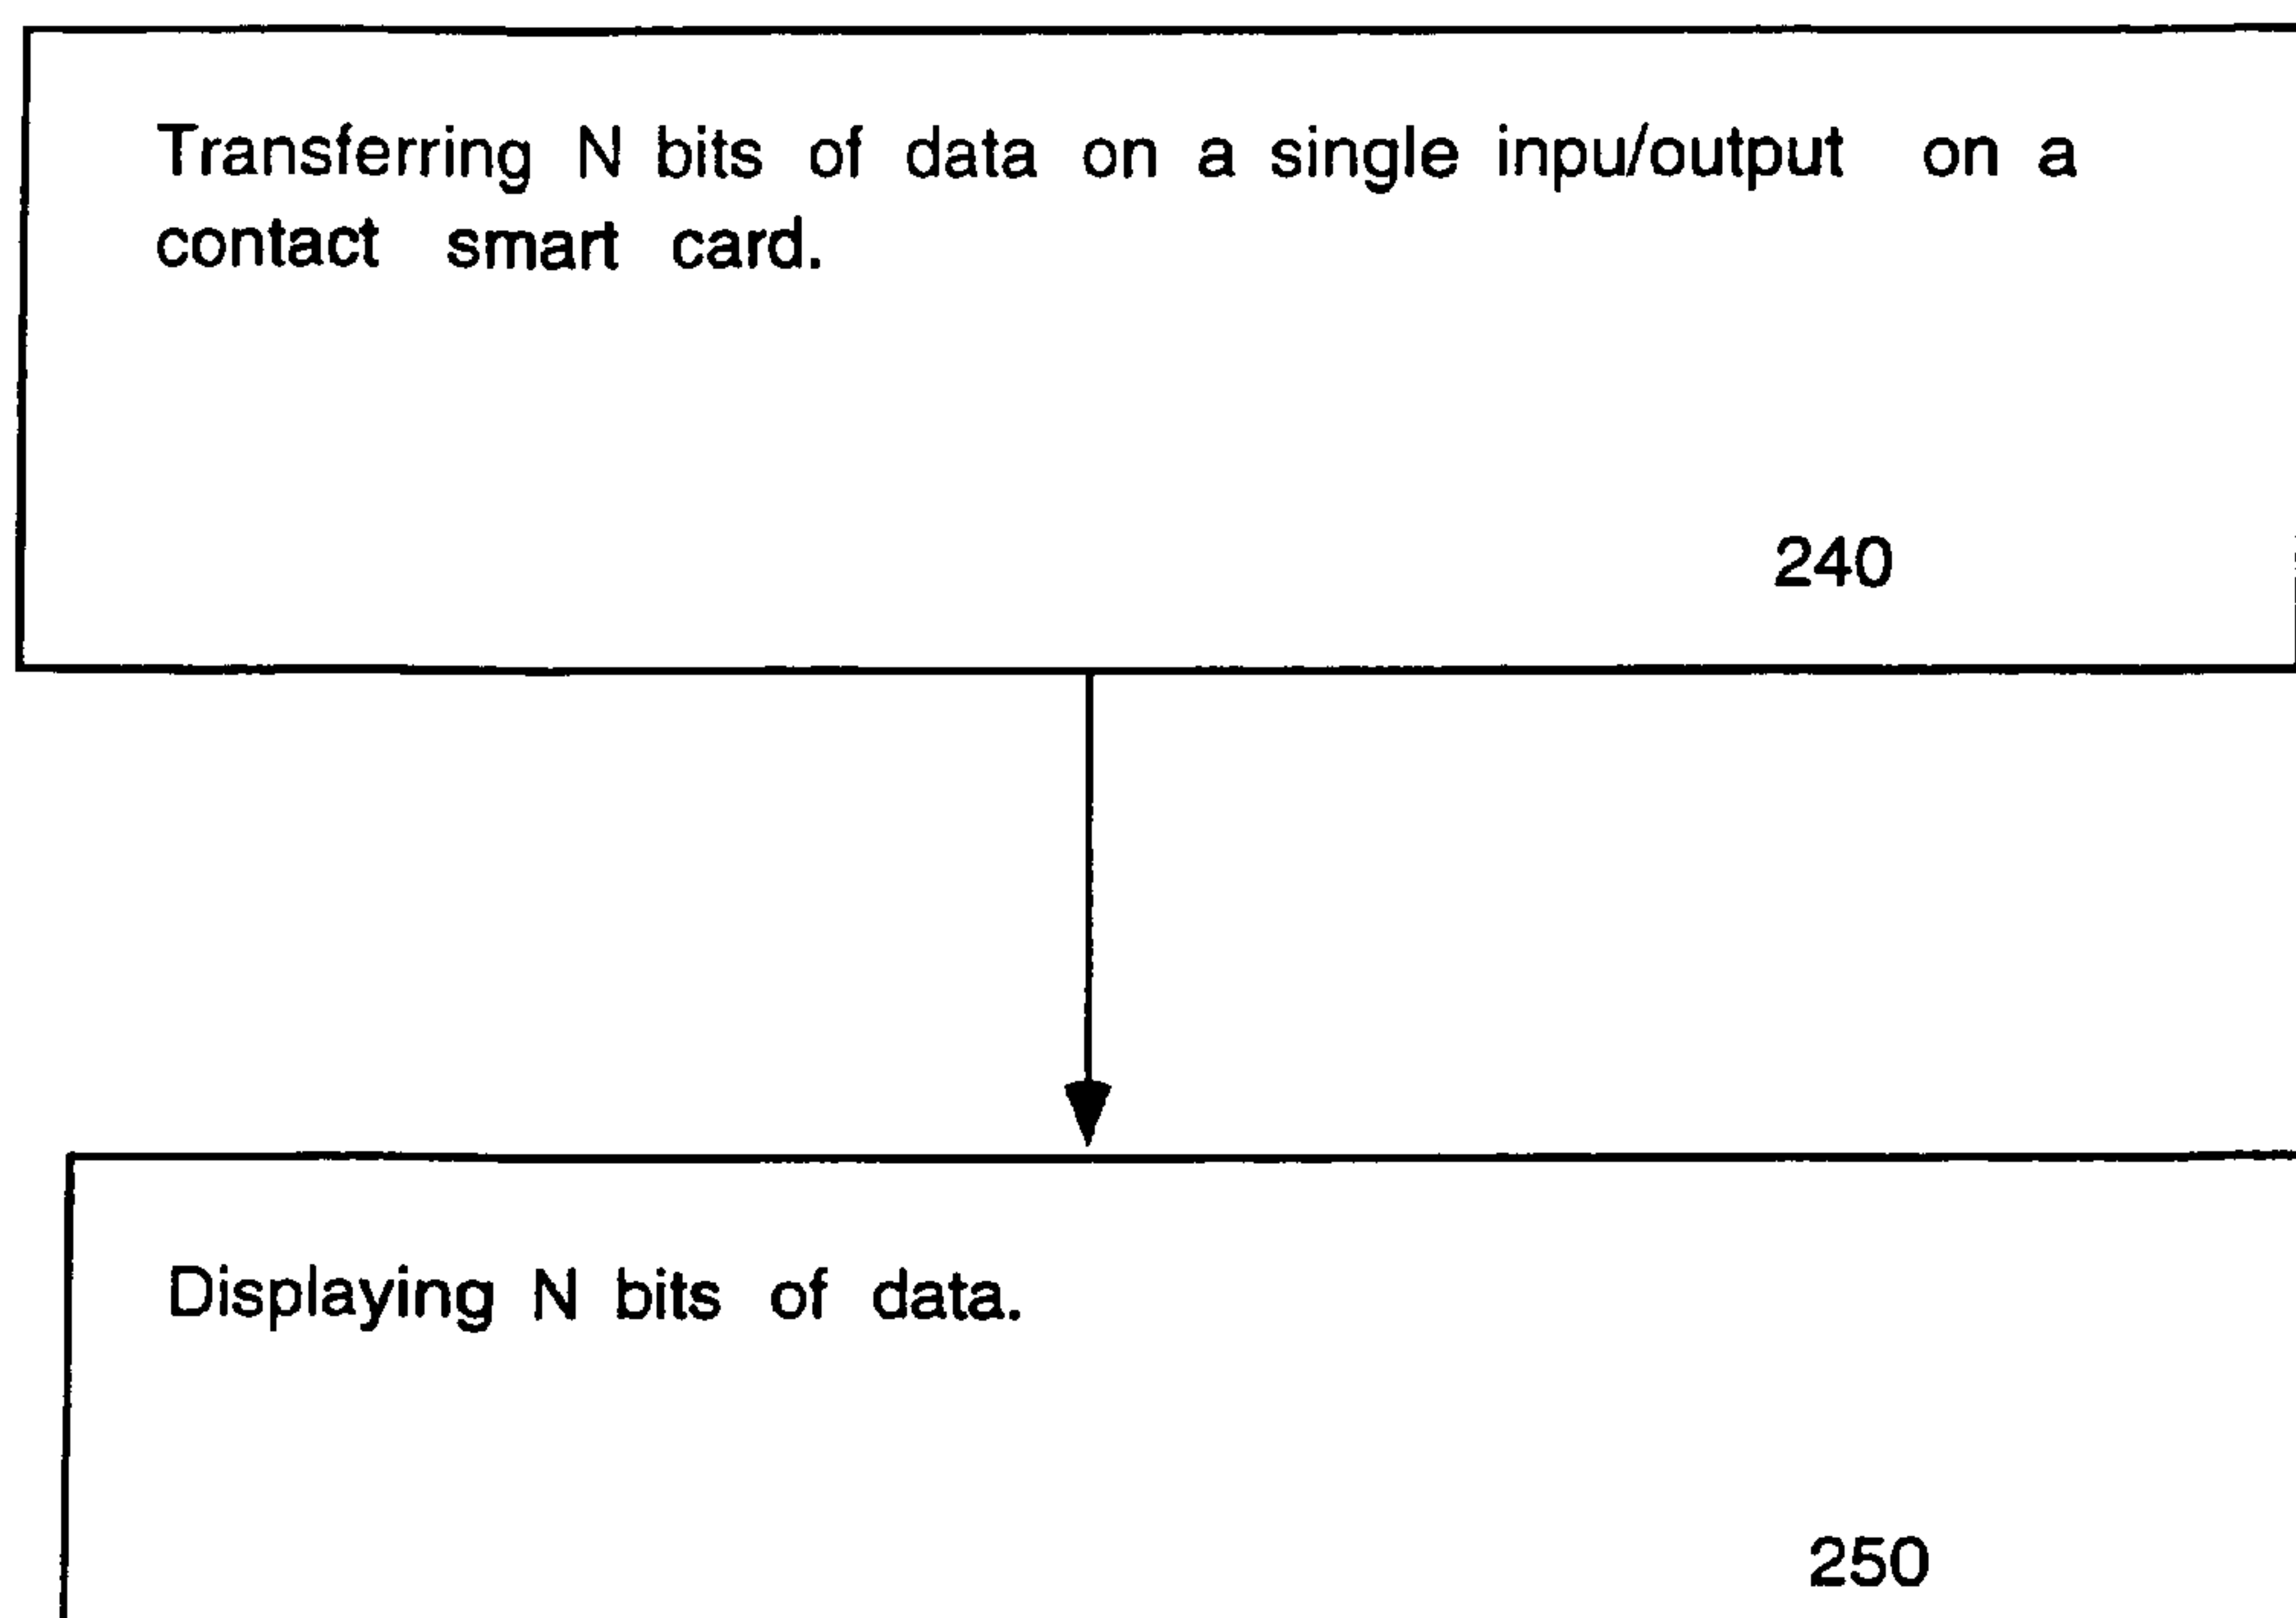 Transferring N bits of data on a single inpu/output on a
contact smart card.
240
Displaying N bits of data.
250